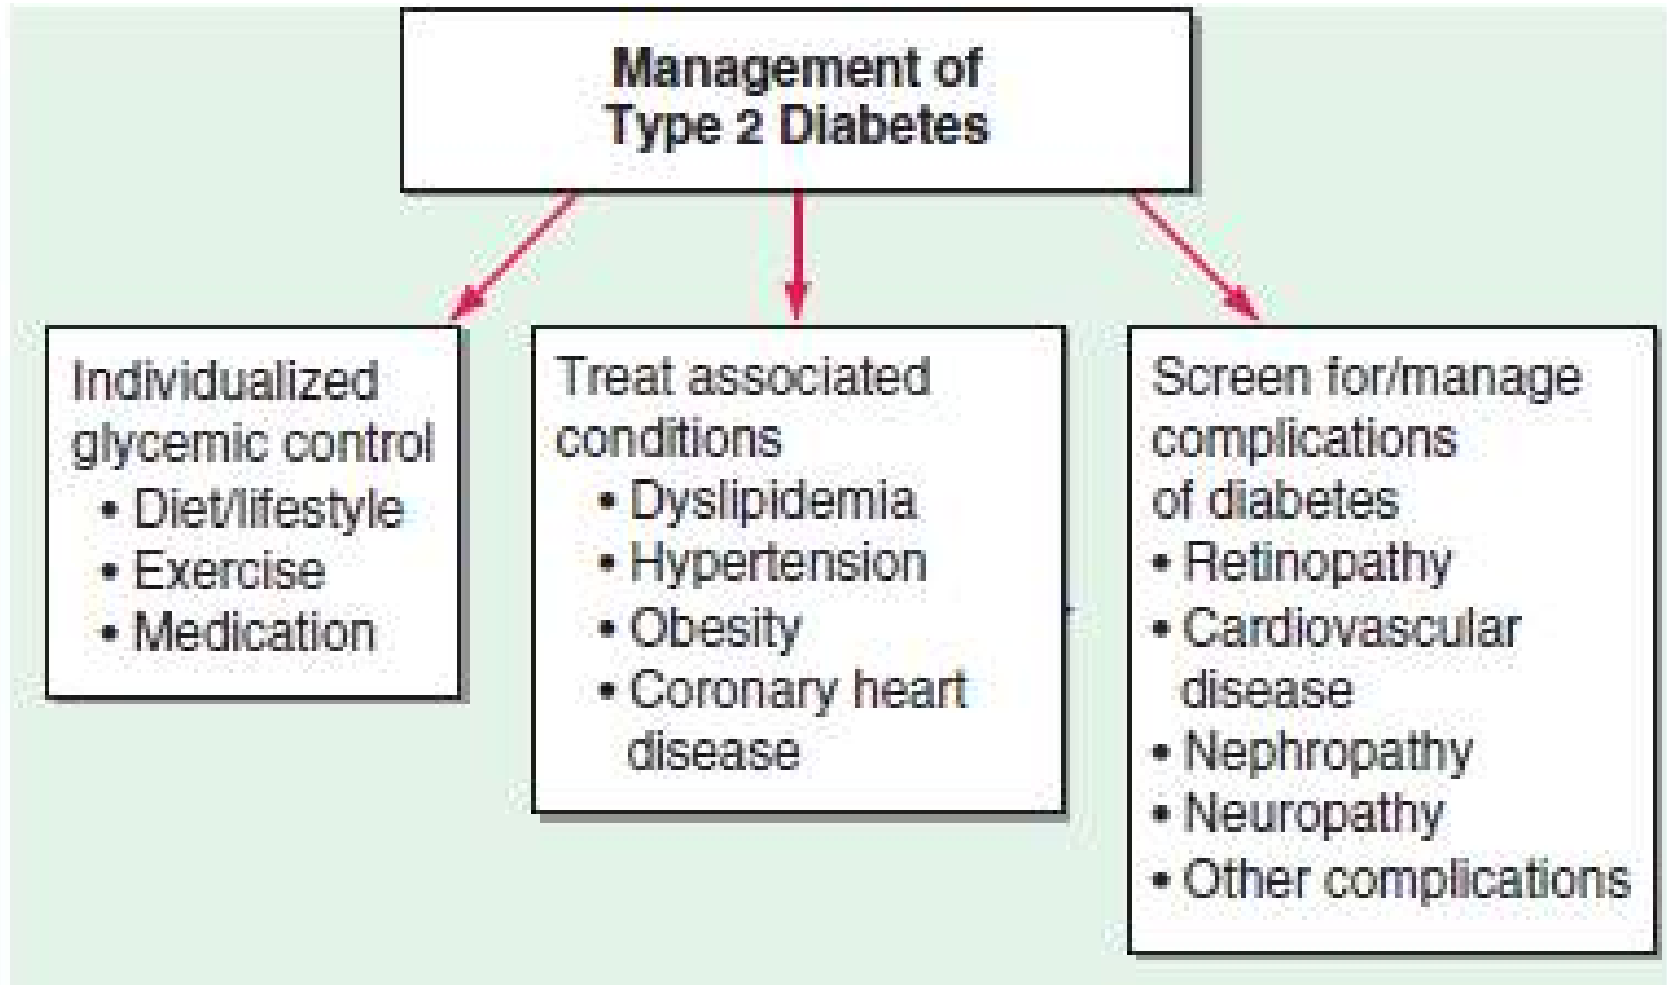 Management of
Type 2 Diabetes
Individualized
glycemic control
• Diet/lifestyle
• Exercise
• Medication
Treat associated
conditions
• Dyslipidemia
• Hypertension
• Obesity
• Coronary heart
disease
Screen for/manage
complications
of diabetes
• Retinopathy
• Cardiovascular
disease
• Nephropathy
• Neuropathy
• Other complications